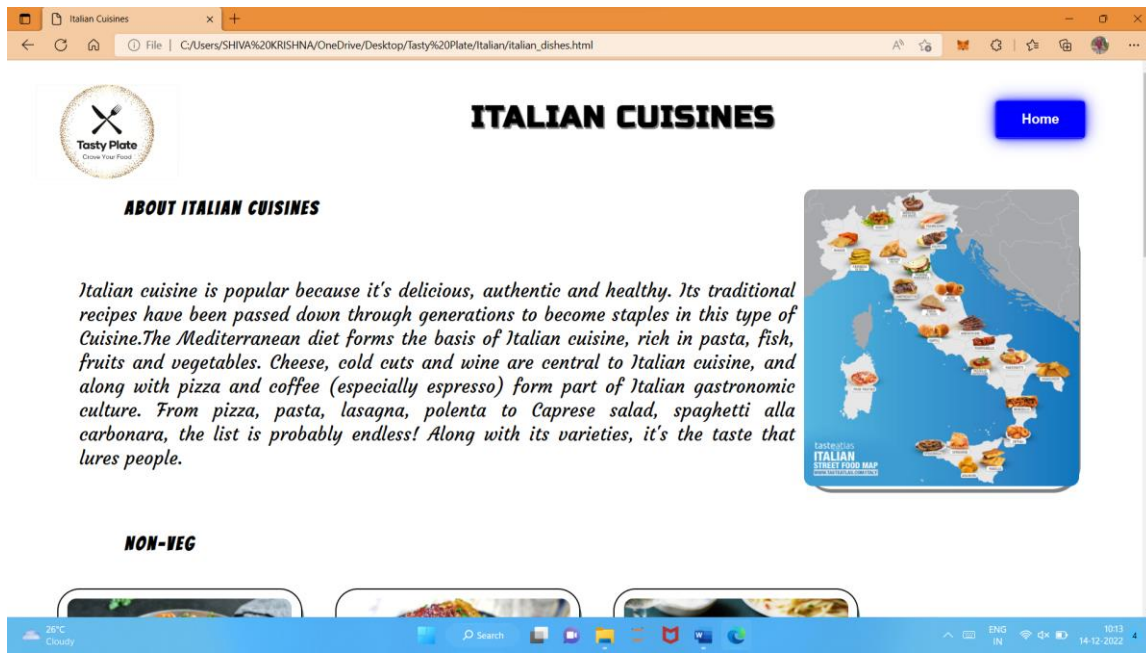 Italian Cuisines
File | C:/Users/SHIVA%20KRISHNA/OneDrive/Desktop/Tasty%20Plate/Italian/italian_dishes.html
Tasty Plate
Crave Your Food
ITALIAN CUISINES
Home
ABOUT ITALIAN CUISINES
Italian cuisine is popular because it's delicious, authentic and healthy. Its traditional
recipes have been passed down through generations to become staples in this type of
Cuisine.The Mediterranean diet forms the basis of Italian cuisine, rich in pasta, fish,
fruits and vegetables. Cheese, cold cuts and wine are central to Italian cuisine, and
along with pizza and coffee (especially espresso) form part of Italian gastronomic
culture. From pizza, pasta, lasagna, polenta to Caprese salad, spaghetti alla
carbonara, the list is probably endless! Along with its varieties, it's the taste that
lures people.
tasteatlas
ITALIAN
STREET FOOD MAP
WWW.TASTEATLAS.COM/ITALY
NON-VEG
26°C
Cloudy
Search
ENG
IN
10:13
14-12-2022
4